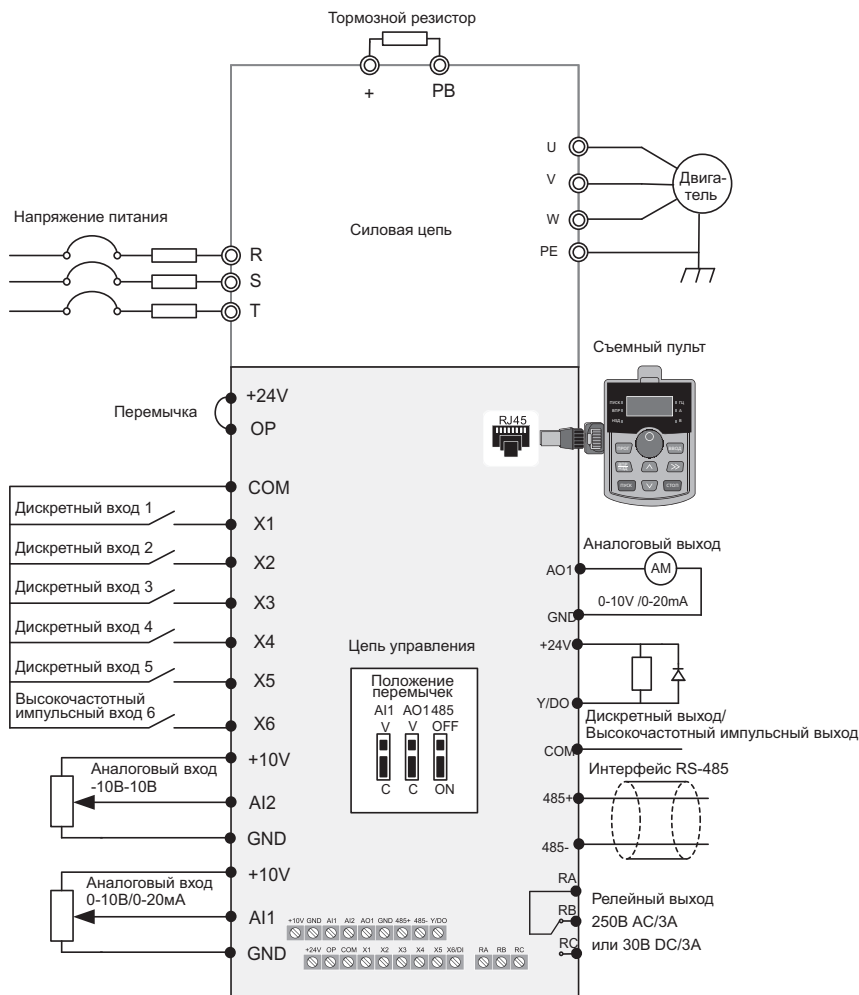 Тормозной резистор
+ PB
U
V
W
PE
Двига-
тель
Напряжение питания
Силовая цепь
R
S
T
Съемный пульт
Перемычка
+24V
OP
RJ45
COM
Дискретный вход 1
X1
Дискретный вход 2
X2
Дискретный вход 3
X3
Дискретный вход 4
X4
Дискретный вход 5
X5
Высокочастотный
импульсный вход 6
X6
+10V
Аналоговый вход
-10В-10В
AI2
GND
+10V
Аналоговый вход
0-10В/0-20мА
AI1
GND
Цепь управления
Положение
перемычек
AI1 AO1 485
V V OFF
C C ON
Аналоговый выход
AO1
AM
0-10V /0-20mA
GND
+24V
Y/DO
Дискретный выход/
Высокочастотный импульсный выход
COM
Интерфейс RS-485
485+
485-
RA
RB
RC
Релейный выход
250В AC/3A
или 30В DC/3A
+10V GND AI1 AI2 AO1 GND 485+ 485- Y/DO
+24V OP COM X1 X2 X3 X4 X5 X6/DI RA RB RC